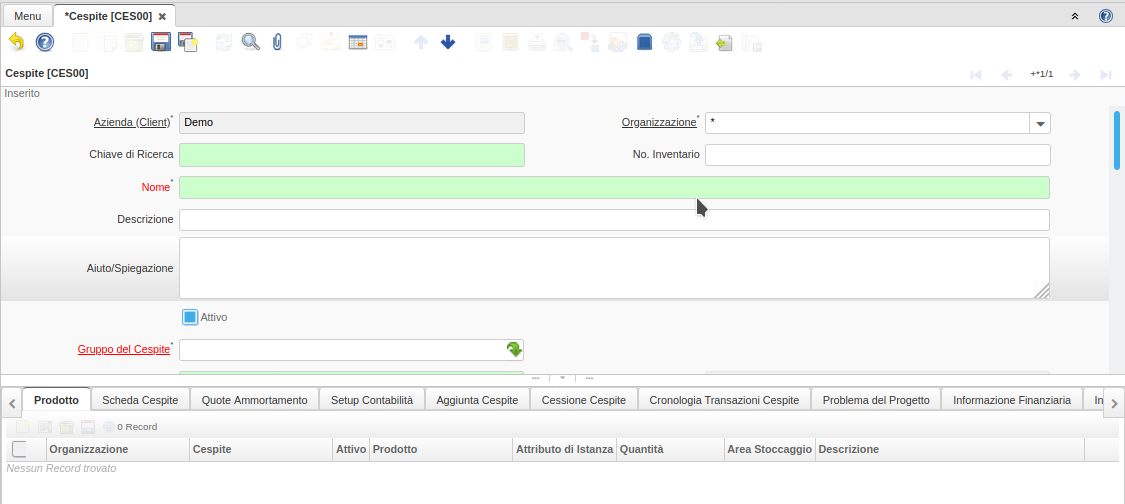 Menu *Cespite [CES00]
Cespite [CES00] +*1/1
Inserito
Azienda (Client)* Demo Organizzazione* *
Chiave di Ricerca No. Inventario
Nome*
Descrizione
Aiuto/Spiegazione
Attivo
Gruppo del Cespite*
Prodotto Scheda Cespite Quote Ammortamento Setup Contabilità Aggiunta Cespite Cessione Cespite Cronologia Transazioni Cespite Problema del Progetto Informazione Finanziaria In
0 Record
Organizzazione Cespite Attivo Prodotto Attributo di Istanza Quantità Area Stoccaggio Descrizione
Nessun Record trovato